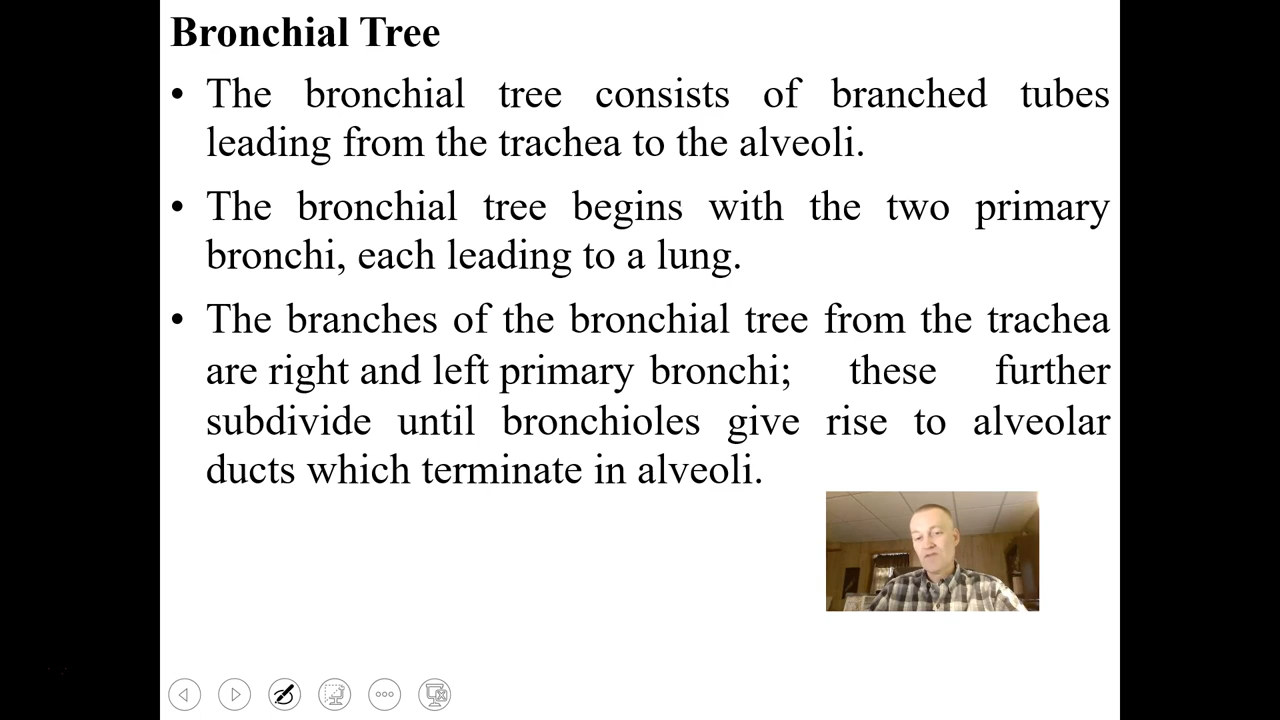 Bronchial Tree
• The bronchial tree consists of branched tubes
leading from the trachea to the alveoli.
• The bronchial tree begins with the two primary
bronchi, each leading to a lung.
• The branches of the bronchial tree from the trachea
are right and left primary bronchi; these further
subdivide until bronchioles give rise to alveolar
ducts which terminate in alveoli.